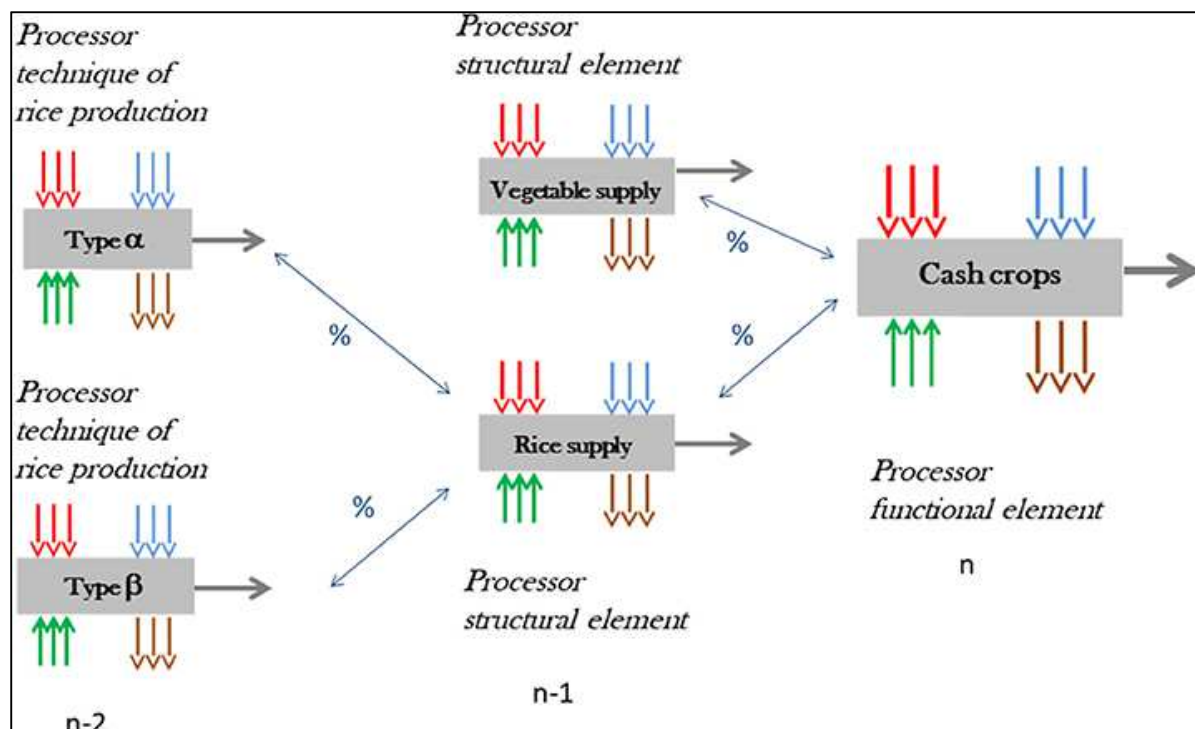 Processor
technique of
rice production
Type α
%
Processor
technique of
rice production
Type β
%
n-2
Processor
structural element
Vegetable supply
%
Rice supply
%
Processor
structural element
n-1
Cash crops
Processor
functional element
n